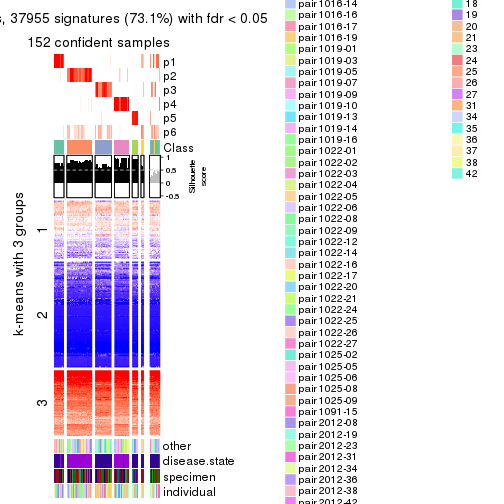 s, 37955 signatures (73.1%) with fdr < 0.05
152 confident samples
p1
p2
p3
p4
p5
p6
Class
1
0.5
0
-0.5
Silhouette
score
k-means with 3 groups
1
2
3
other
disease.state
specimen
individual
pair1016-14
pair1016-16
pair1016-17
pair1016-19
pair1019-01
pair1019-03
pair1019-05
pair1019-07
pair1019-09
pair1019-10
pair1019-13
pair1019-14
pair1019-16
pair1022-01
pair1022-02
pair1022-03
pair1022-04
pair1022-05
pair1022-06
pair1022-08
pair1022-09
pair1022-12
pair1022-14
pair1022-16
pair1022-17
pair1022-20
pair1022-21
pair1022-24
pair1022-25
pair1022-26
pair1022-27
pair1025-02
pair1025-05
pair1025-06
pair1025-08
pair1025-09
pair1091-15
pair2012-08
pair2012-19
pair2012-23
pair2012-31
pair2012-34
pair2012-36
pair2012-38
pair2012-42
18
19
20
21
23
24
25
26
27
31
34
35
36
37
38
42